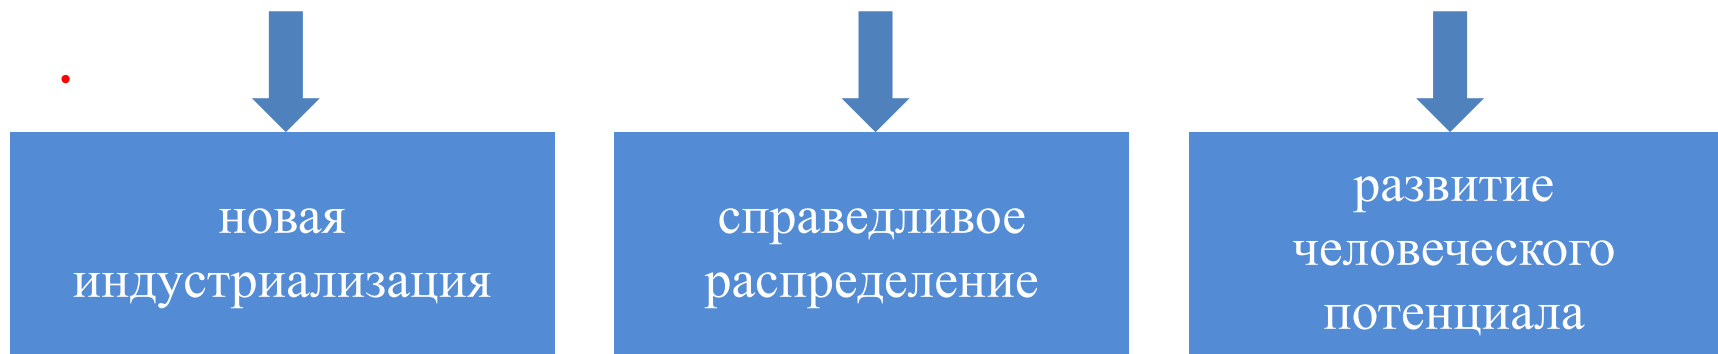 новая
индустриализация
справедливое
распределение
развитие
человеческого
потенциала